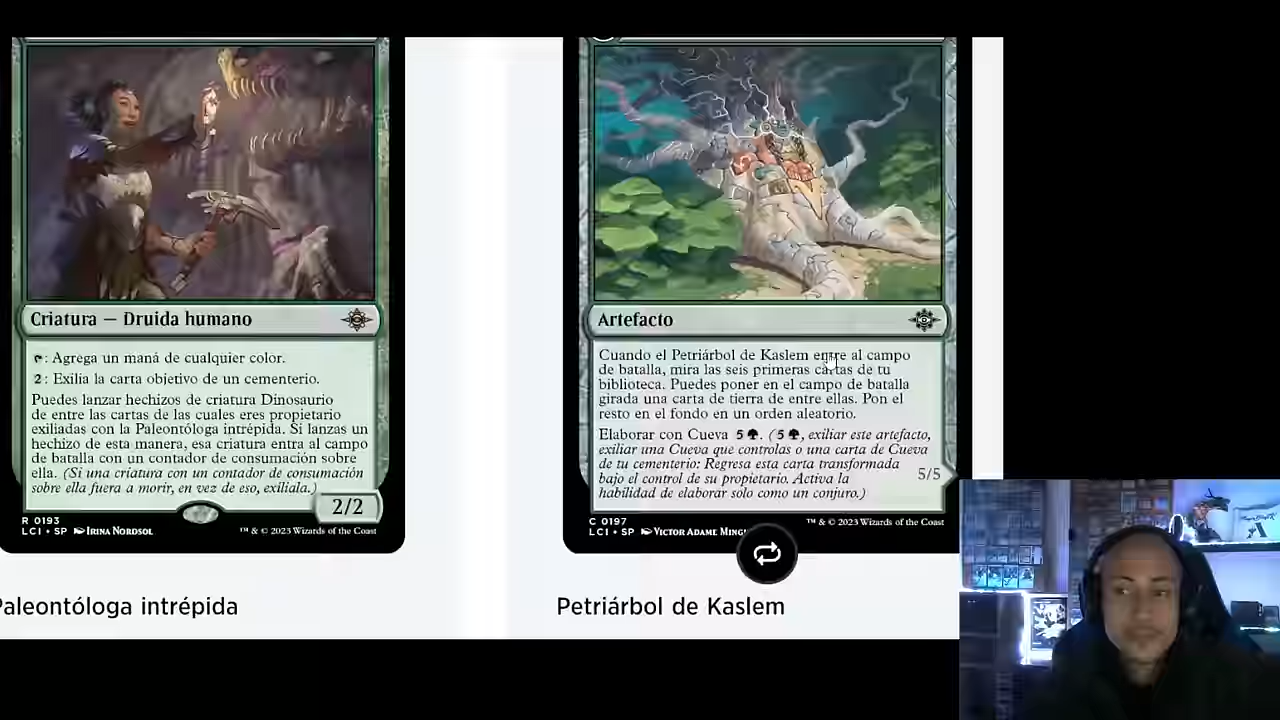 Criatura — Druida humano
: Agrega un maná de cualquier color.
2: Exilia la carta objetivo de un cementerio.
Puedes lanzar hechizos de criatura Dinosaurio
de entre las cartas de las cuales eres propietario
exiliadas con la Paleontóloga intrépida. Si lanzas un
hechizo de esta manera, esa criatura entra al campo
de batalla con un contador de consumación sobre
ella. (Si una criatura con un contador de consumación
sobre ella fuera a morir, en vez de eso, exíliala.)
2/2
R 0193
LCI • SP IRINA NORDSOL
™ & © 2023 Wizards of the Coast
Paleontóloga intrépida
Artefacto
Cuando el Petriárbol de Kaslem entre al campo
de batalla, mira las seis primeras cartas de tu
biblioteca. Puedes poner en el campo de batalla
girada una carta de tierra de entre ellas. Pon el
resto en el fondo en un orden aleatorio.
Elaborar con Cueva 5. (5, exiliar este artefacto,
exiliar una Cueva que controlas o una carta de Cueva
de tu cementerio: Regresa esta carta transformada
bajo el control de su propietario. Activa la
habilidad de elaborar solo como un conjuro.)
5/5
C 0197
LCI • SP VICTOR ADAME
™ & © 2023 Wizards of the Coast
Petriárbol de Kaslem